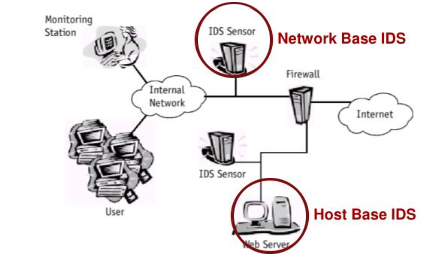 Monitoring
Station
IDS Sensor
Network Base IDS
Firewall
Internal
Network
Internet
IDS Sensor
User
Host Base IDS
Web Server